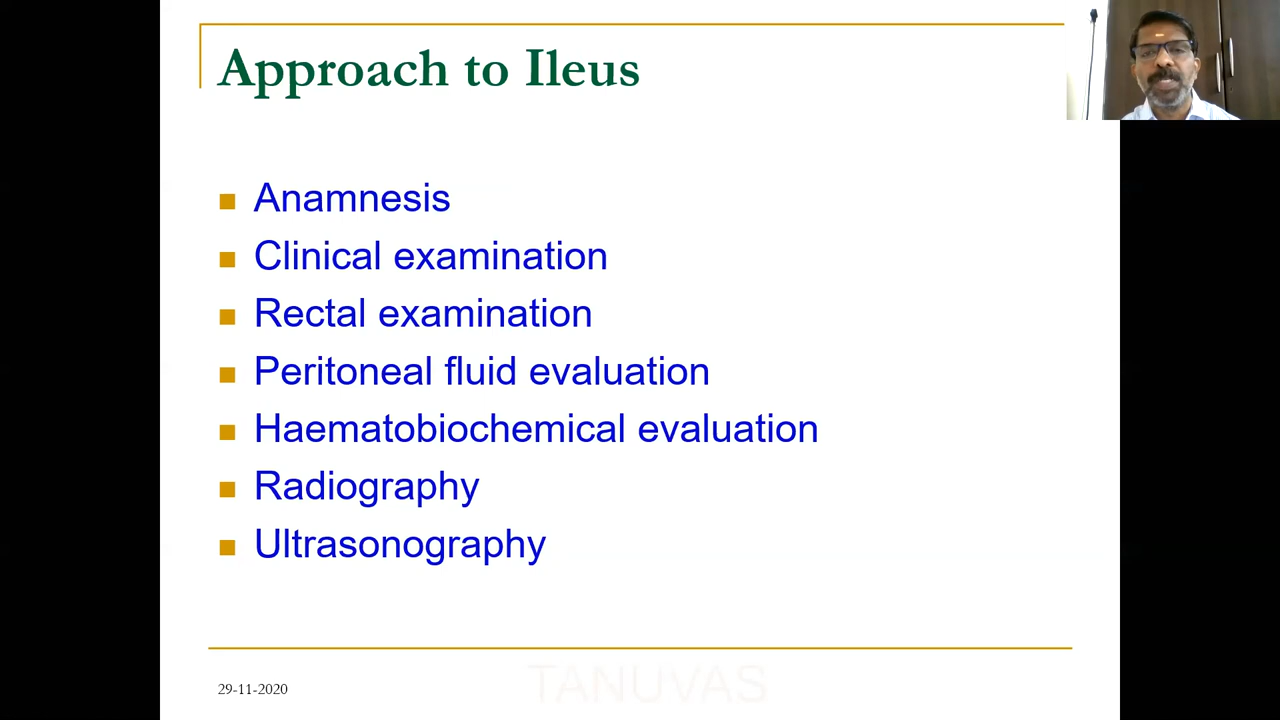 Approach to Ileus
Anamnesis
Clinical examination
Rectal examination
Peritoneal fluid evaluation
Haematobiochemical evaluation
Radiography
Ultrasonography
29-11-2020
TANUVAS